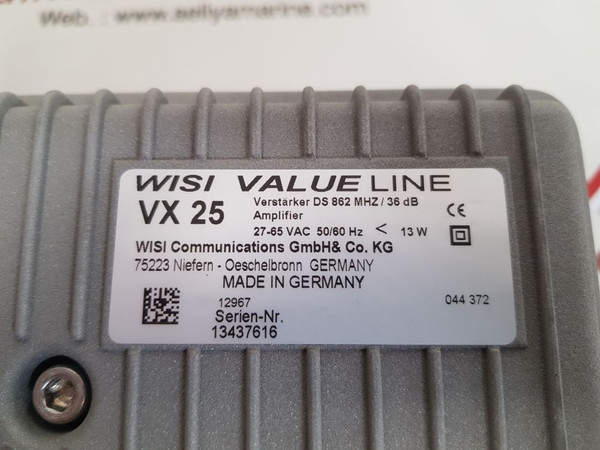 Web. : www.aeliyamarine.com
WISI VALUE LINE
VX 25
Verstärker DS 862 MHZ / 36 dB
Amplifier
27-65 VAC 50/60 Hz < 13 W
CE
WISI Communications GmbH& Co. KG
75223 Niefern - Oeschelbronn GERMANY
MADE IN GERMANY
12967
044 372
Serien-Nr.
13437616